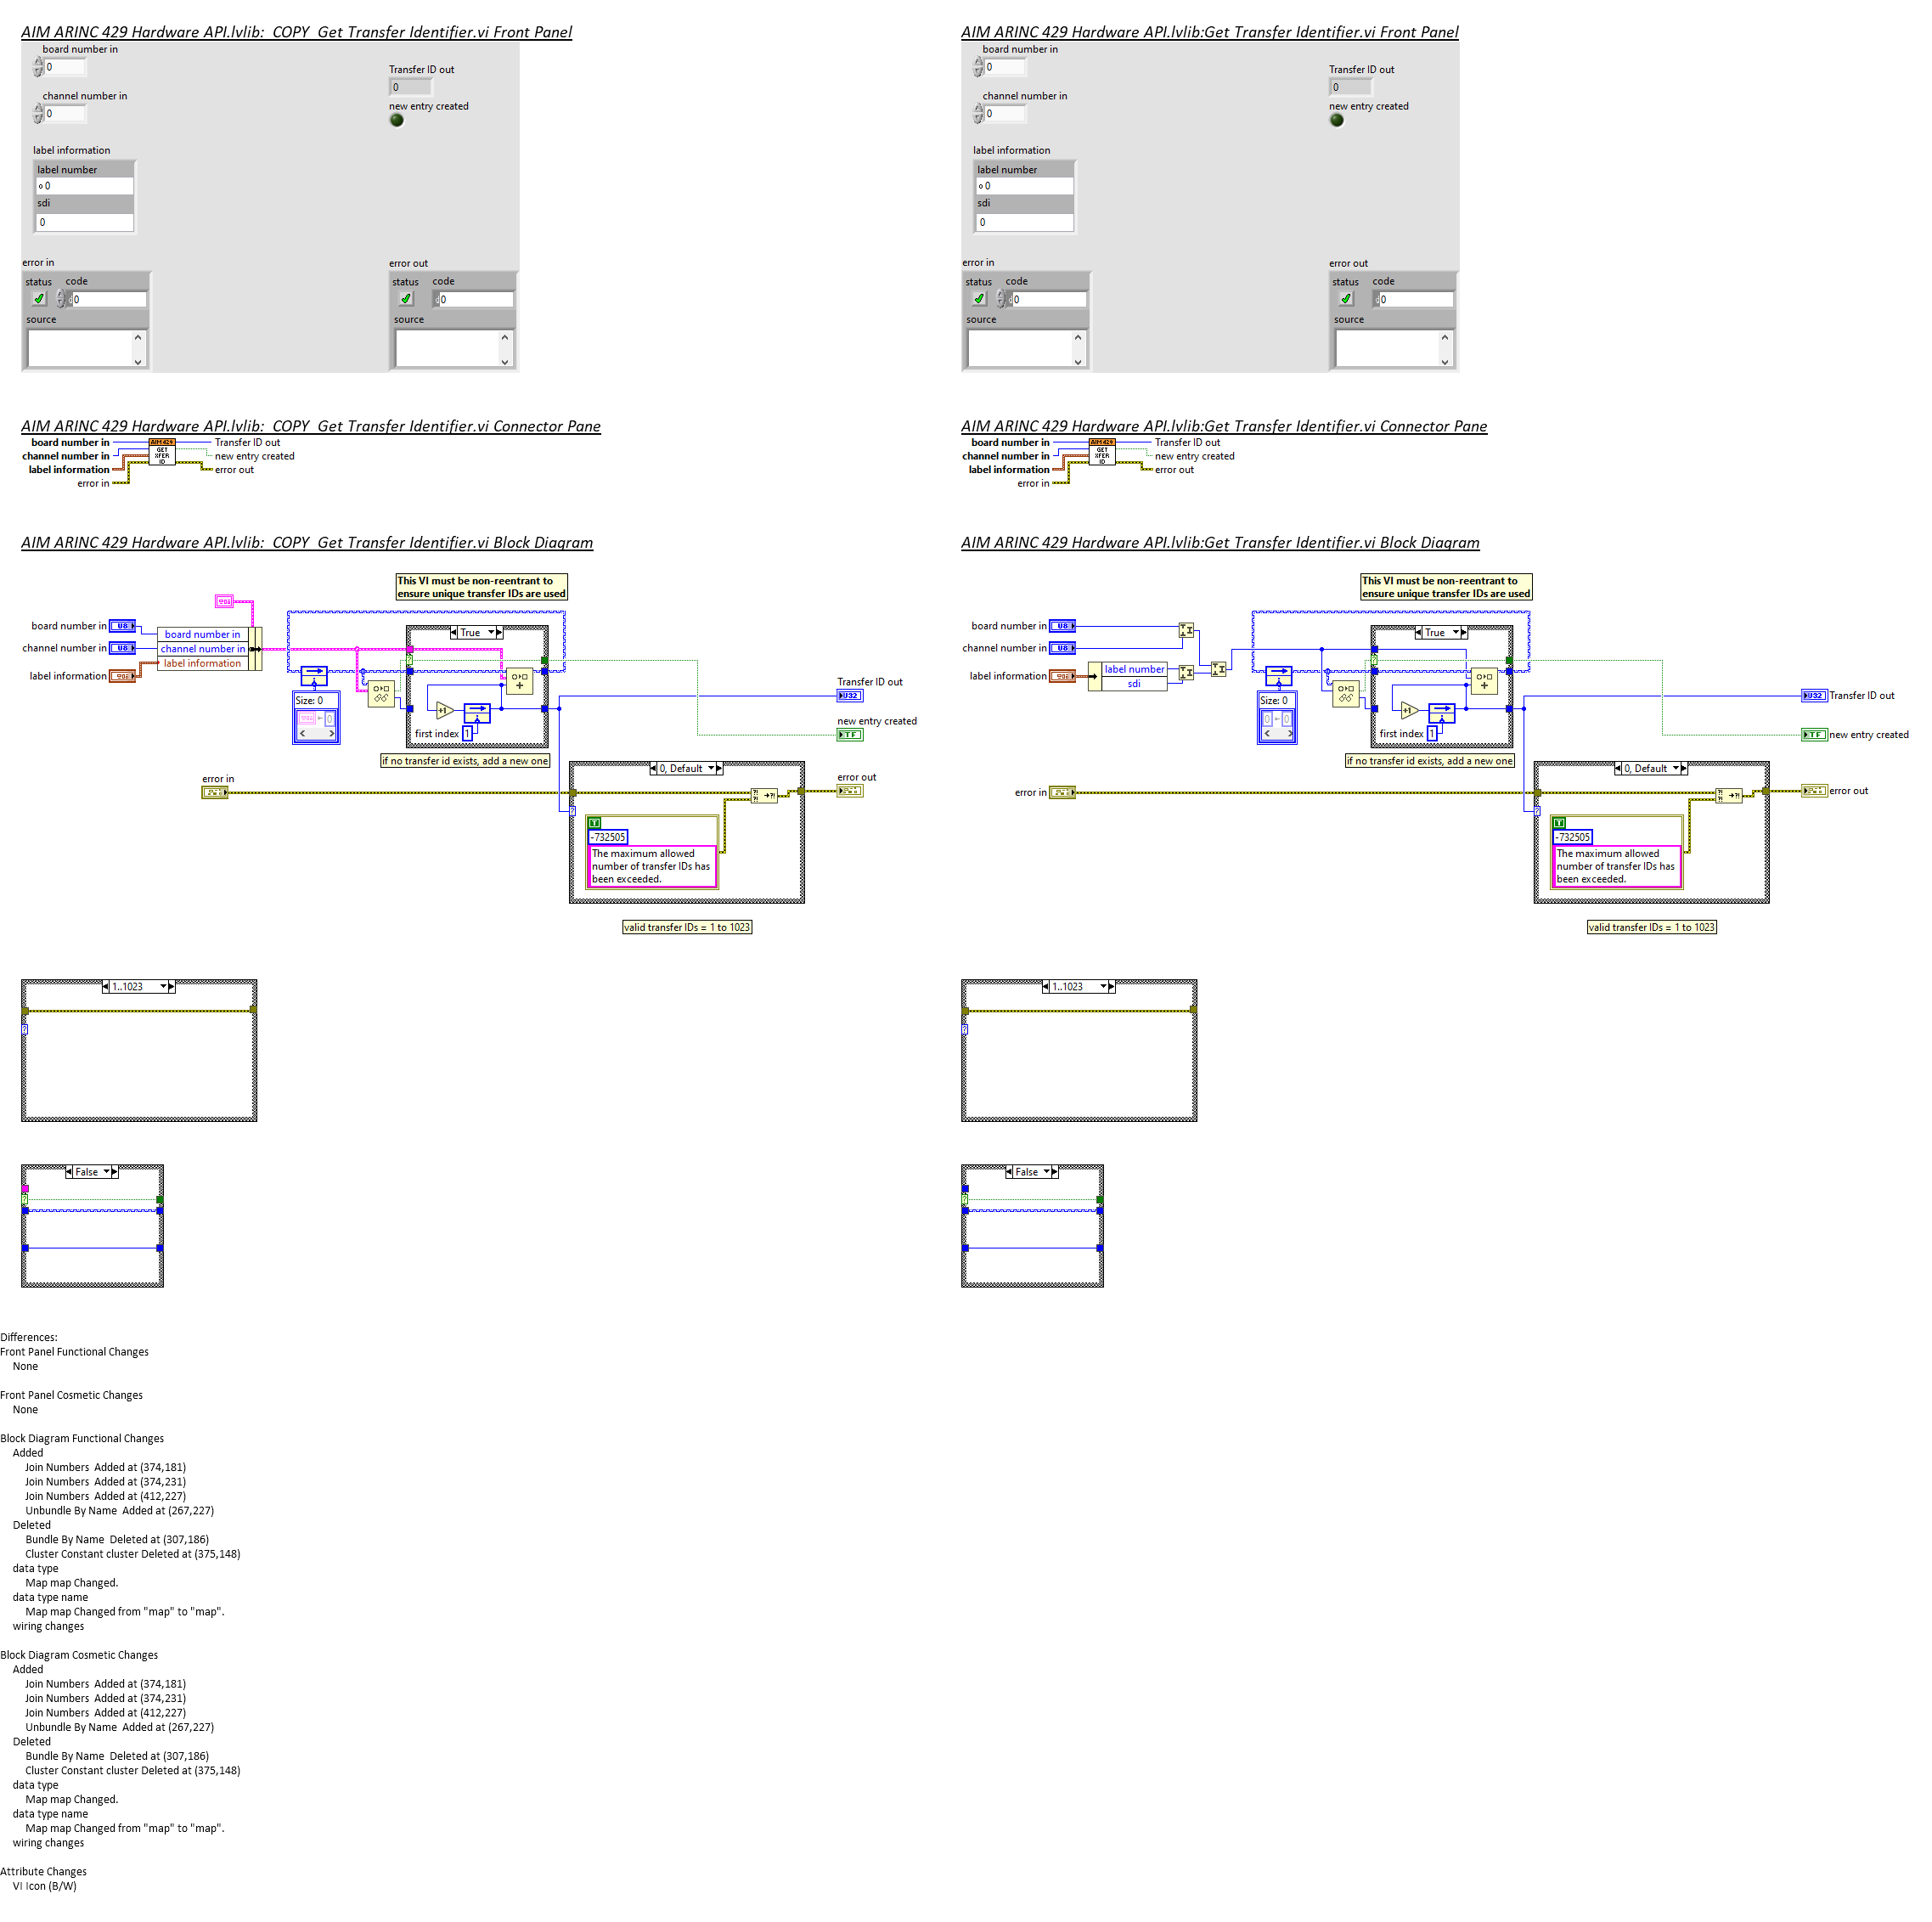 AIM ARINC 429 Hardware API.lvlib:_COPY_Get Transfer Identifier.vi Front Panel
board number in
0
channel number in
0
Transfer ID out
0
new entry created
label information
label number
o 0
sdi
0
error in
status code
d 0
source
error out
status code
d 0
source
AIM ARINC 429 Hardware API.lvlib:Get Transfer Identifier.vi Front Panel
board number in
0
channel number in
0
Transfer ID out
0
new entry created
label information
label number
o 0
sdi
0
error in
status code
d 0
source
error out
status code
d 0
source
AIM ARINC 429 Hardware API.lvlib:_COPY_Get Transfer Identifier.vi Connector Pane
board number in
channel number in
label information
error in
AIM 429
GET
XFER
ID
Transfer ID out
new entry created
error out
AIM ARINC 429 Hardware API.lvlib:Get Transfer Identifier.vi Connector Pane
board number in
channel number in
label information
error in
AIM 429
GET
XFER
ID
Transfer ID out
new entry created
error out
AIM ARINC 429 Hardware API.lvlib:_COPY_Get Transfer Identifier.vi Block Diagram
This VI must be non-reentrant to
ensure unique transfer IDs are used
board number in U8
channel number in U8
label information
board number in
channel number in
label information
True
Size: 0
0
+1
first index 1
if no transfer id exists, add a new one
Transfer ID out
U32
new entry created
TF
error in
error out
0, Default
T
-732505
The maximum allowed
number of transfer IDs has
been exceeded.
valid transfer IDs = 1 to 1023
AIM ARINC 429 Hardware API.lvlib:Get Transfer Identifier.vi Block Diagram
This VI must be non-reentrant to
ensure unique transfer IDs are used
board number in U8
channel number in U8
label information
label number
sdi
True
Size: 0
0 0
+1
first index 1
if no transfer id exists, add a new one
U32 Transfer ID out
TF new entry created
error in
error out
0, Default
T
-732505
The maximum allowed
number of transfer IDs has
been exceeded.
valid transfer IDs = 1 to 1023
1..1023
1..1023
False
False
Differences:
Front Panel Functional Changes
None
Front Panel Cosmetic Changes
None
Block Diagram Functional Changes
Added
Join Numbers  Added at (374,181)
Join Numbers  Added at (374,231)
Join Numbers  Added at (412,227)
Unbundle By Name  Added at (267,227)
Deleted
Bundle By Name  Deleted at (307,186)
Cluster Constant cluster Deleted at (375,148)
data type
Map map Changed.
data type name
Map map Changed from "map" to "map".
wiring changes
Block Diagram Cosmetic Changes
Added
Join Numbers  Added at (374,181)
Join Numbers  Added at (374,231)
Join Numbers  Added at (412,227)
Unbundle By Name  Added at (267,227)
Deleted
Bundle By Name  Deleted at (307,186)
Cluster Constant cluster Deleted at (375,148)
data type
Map map Changed.
data type name
Map map Changed from "map" to "map".
wiring changes
Attribute Changes
VI Icon (B/W)